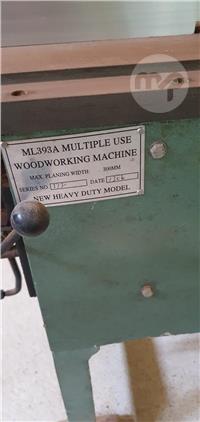 ML393A MULTIPLE USE
WOODWORKING MACHINE
MAX. PLANING WIDTH: 300MM
SERIES NO DATE
NEW HEAVY DUTY MODEL